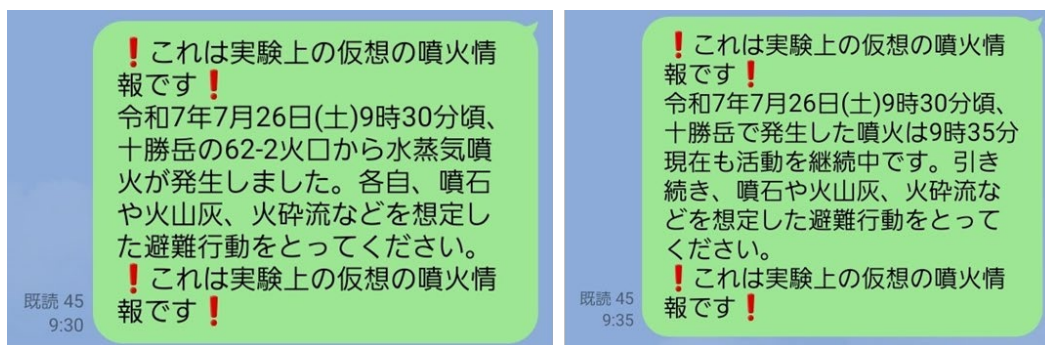 ❗これは実験上の仮想の噴火情
報です❗
令和7年7月26日(土)9時30分頃、
十勝岳の62-2火口から水蒸気噴
火が発生しました。各自、噴石
や火山灰、火砕流などを想定し
た避難行動をとってください。
❗これは実験上の仮想の噴火情
報です❗
既読 45
9:30
❗これは実験上の仮想の噴火情
報です❗
令和7年7月26日(土)9時30分頃、
十勝岳で発生した噴火は9時35分
現在も活動を継続中です。引き
続き、噴石や火山灰、火砕流な
どを想定した避難行動をとって
ください。
❗これは実験上の仮想の噴火情
報です❗
既読 45
9:35